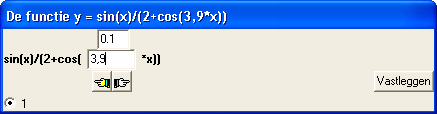 De functie y = sin(x)/(2+cos(3,9*x))
0.1
sin(x)/(2+cos( 3,9 *x))
Vastleggen
1